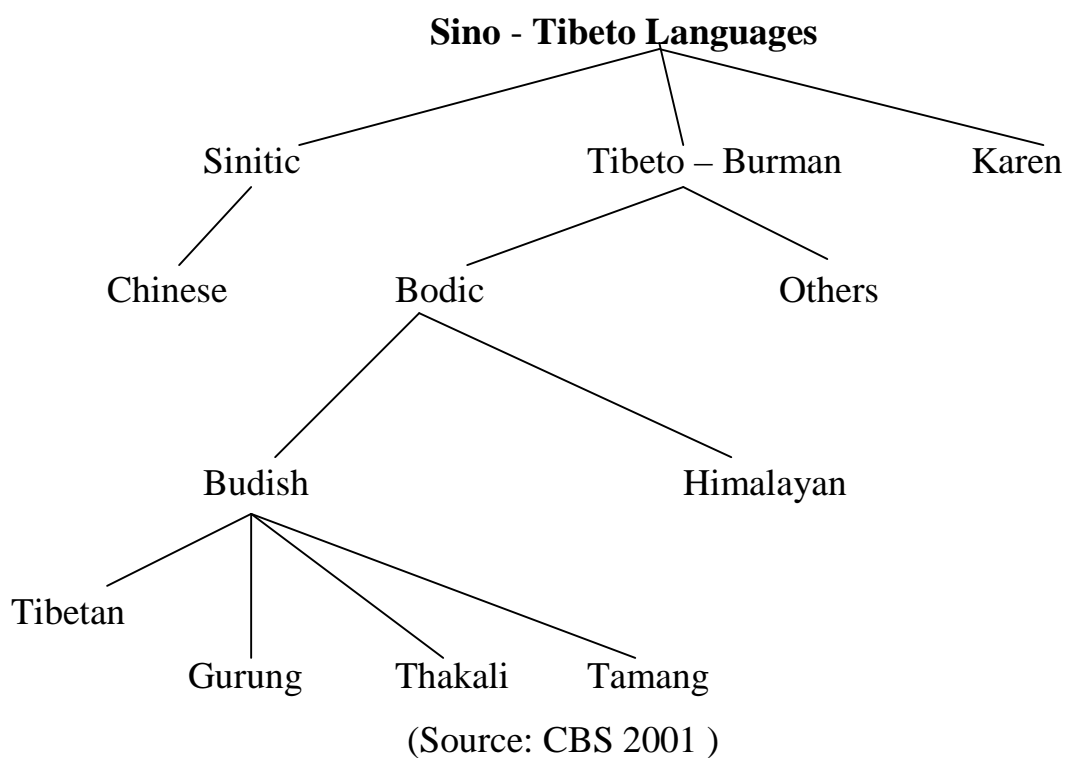 Sino - Tibeto Languages
Sinitic Tibeto – Burman Karen
Chinese Bodic Others
Budish Himalayan
Tibetan
Gurung Thakali Tamang
(Source: CBS 2001 )